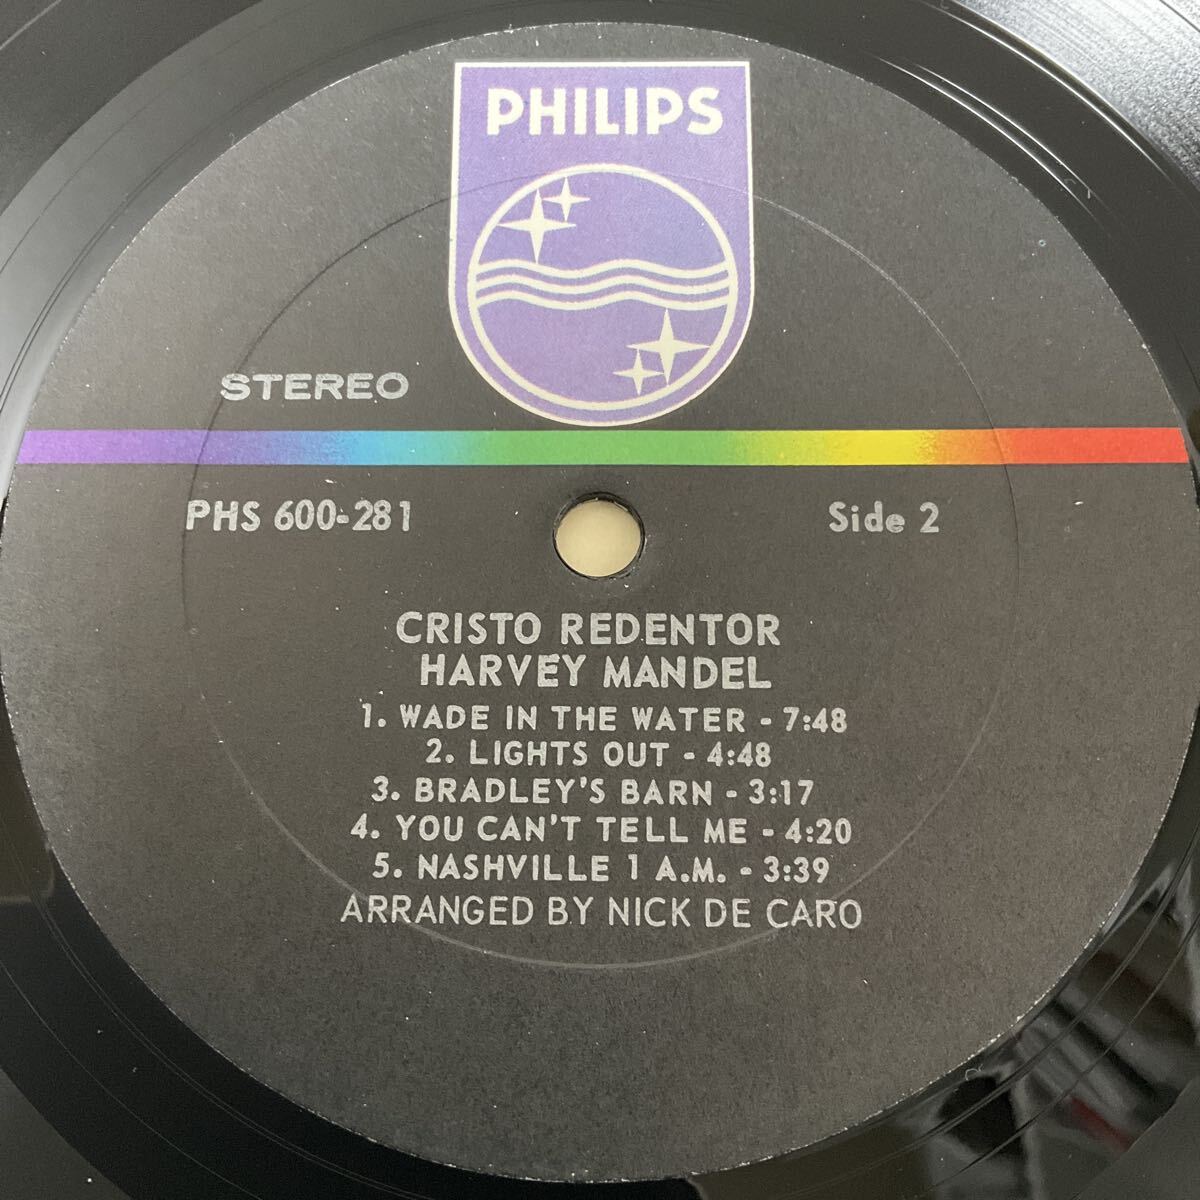 PHILIPS
STEREO
PHS 600-281 Side 2
CRISTO REDENTOR
HARVEY MANDEL
1. WADE IN THE WATER - 7:48
2. LIGHTS OUT - 4:48
3. BRADLEY'S BARN - 3:17
4. YOU CAN'T TELL ME - 4:20
5. NASHVILLE 1 A.M. - 3:39
ARRANGED BY NICK DE CARO